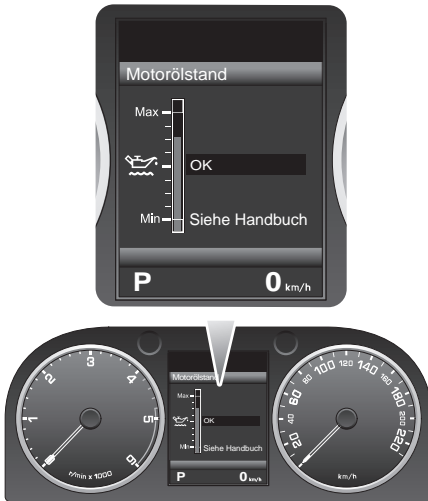 Motorölstand
Max
OK
Min Siehe Handbuch
P 0 km/h
1 2 3 4 5 6
r/min x 1000
Motorölstand
Max
OK
Min Siehe Handbuch
P 0 km/h
20 40 60 80 100 120 140 160 180 200 220
km/h